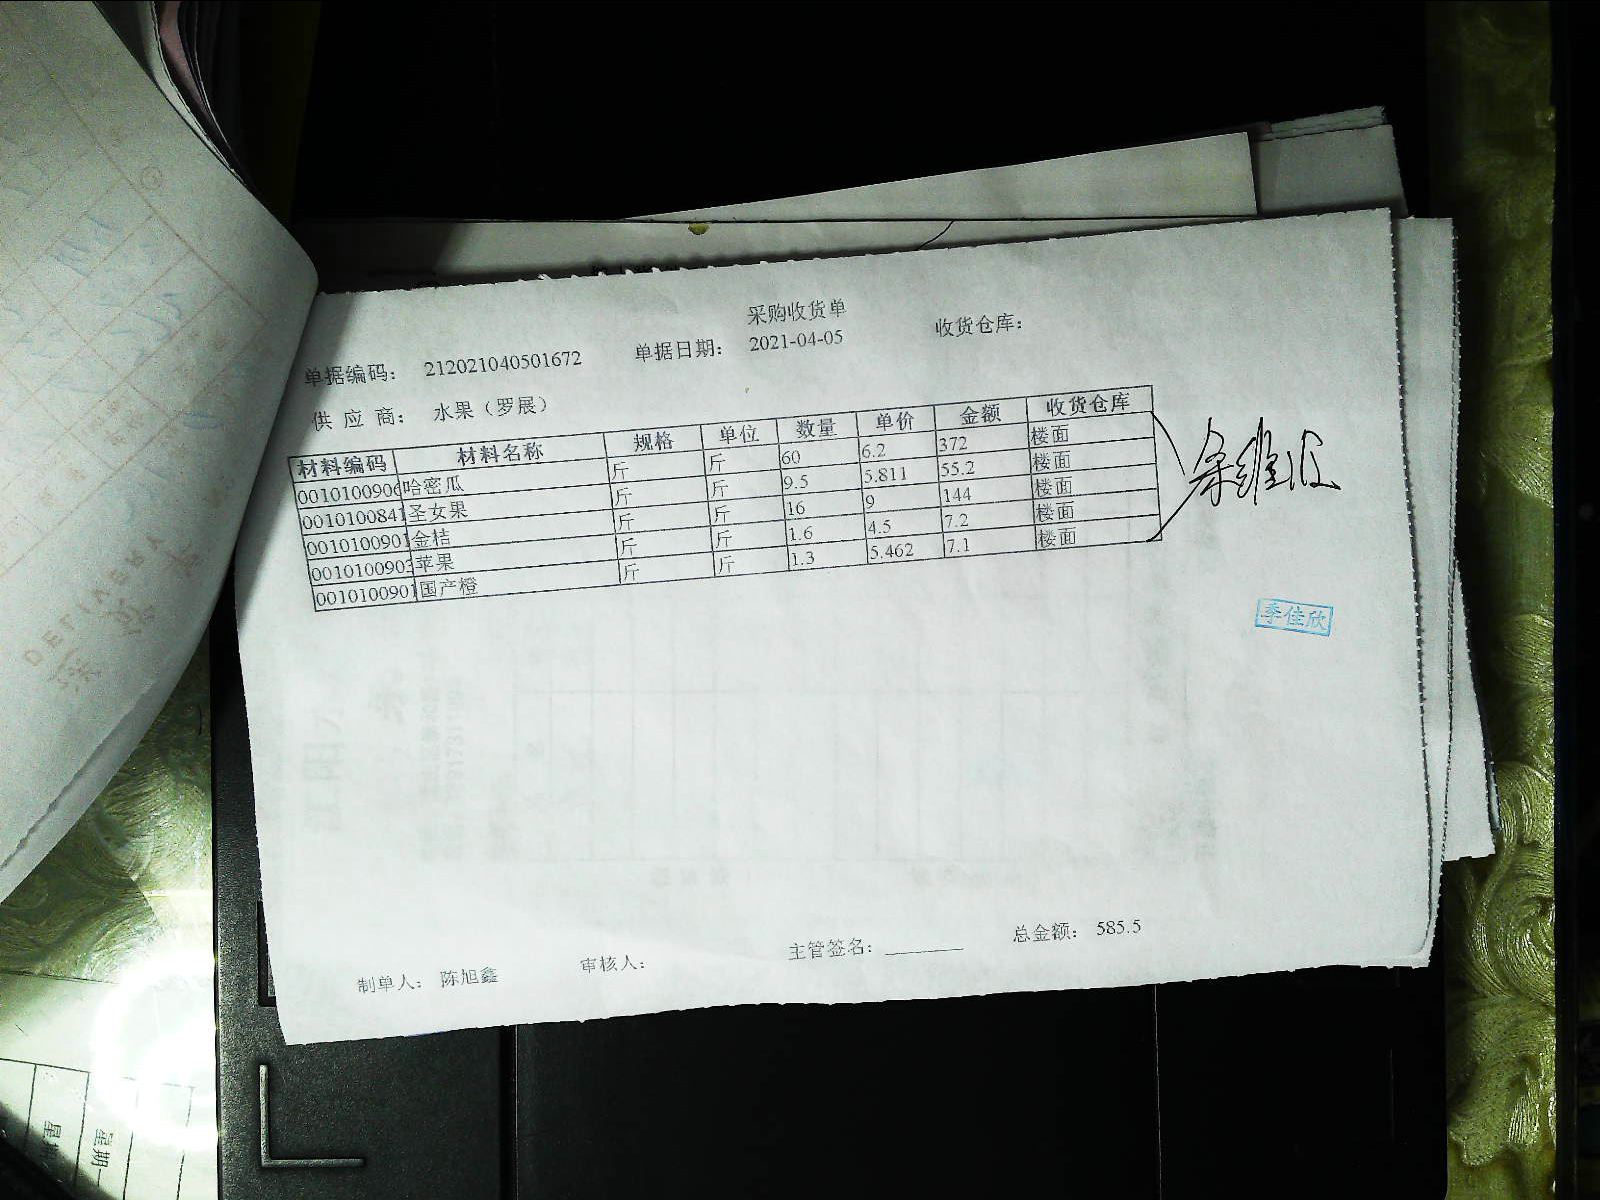 采购收货单
单据编码： 212021040501672 单据日期： 2021-04-05 收货仓库：
供 应 商： 水果（罗展）
材料编码 材料名称 规格 单位 数量 单价 金额 收货仓库
0010100906 哈密瓜 斤 斤 60 6.2 372 楼面
0010100841 圣女果 斤 斤 9.5 5.811 55.2 楼面
0010100901 金桔 斤 斤 16 9 144 楼面
0010100903 苹果 斤 斤 1.6 4.5 7.2 楼面
0010100901 国产橙 斤 斤 1.3 5.462 7.1 楼面
季佳欣
制单人： 陈旭鑫 审核人： 主管签名： 总金额： 585.5
DELIVERY
星期一